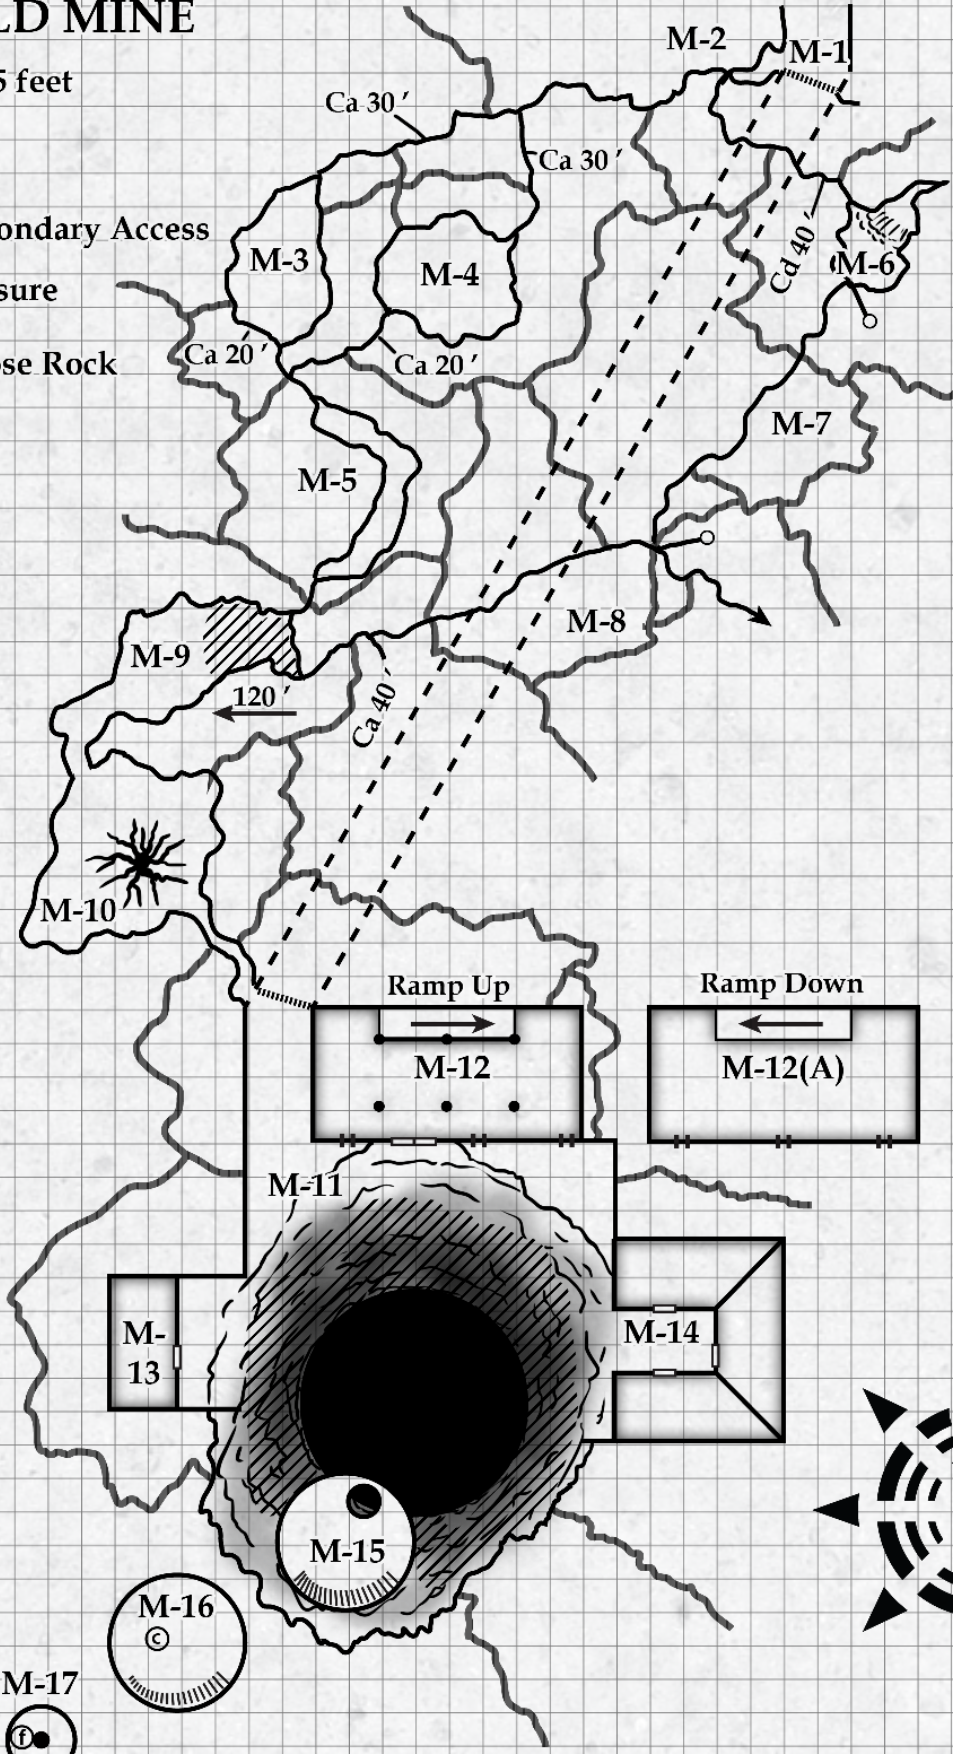 LD MINE
5 feet
ondary Access
sure
se Rock
M-2
M-1
Ca 30 ′
Ca 30 ′
M-3
M-4
Cd 40 ′
M-6
Ca 20 ′
Ca 20 ′
M-7
M-5
M-8
M-9
120 ′
Ca 40 ′
M-10
Ramp Up
Ramp Down
M-12
M-12(A)
M-11
M-
13
M-14
M-15
M-16
c
M-17
f